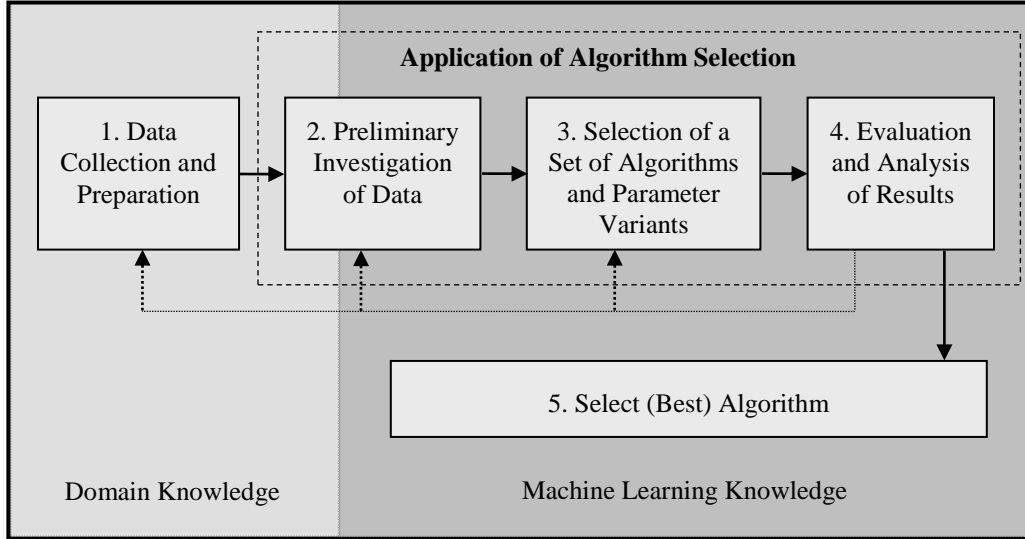 Application of Algorithm Selection
1. Data
Collection and
Preparation
2. Preliminary
Investigation
of Data
3. Selection of a
Set of Algorithms
and Parameter
Variants
4. Evaluation
and Analysis
of Results
5. Select (Best) Algorithm
Domain Knowledge
Machine Learning Knowledge